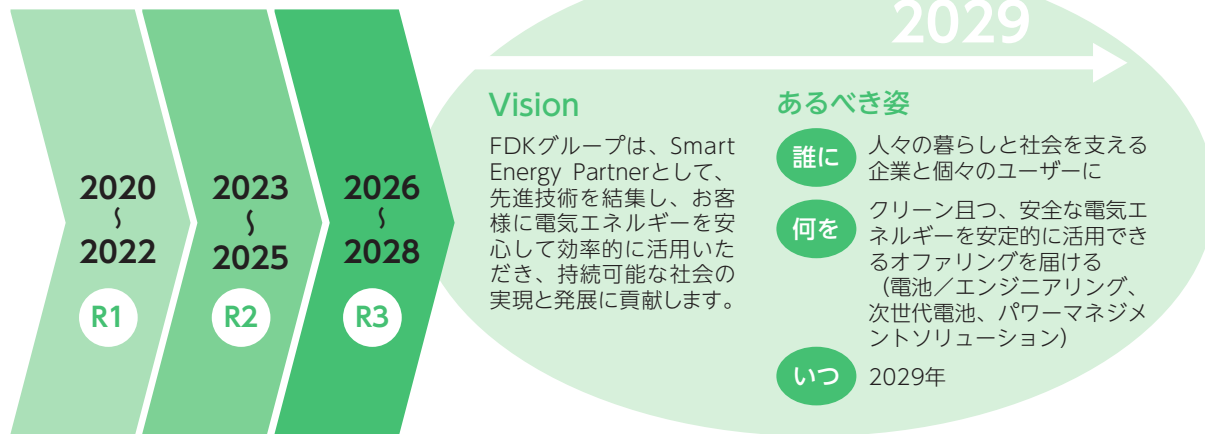 2029
2020
〜
2022
R1
2023
〜
2025
R2
2026
〜
2028
R3
Vision
FDKグループは、Smart
Energy Partnerとして、
先進技術を結集し、お客
様に電気エネルギーを安
心して効率的に活用いた
だき、持続可能な社会の
実現と発展に貢献します。
あるべき姿
誰に
人々の暮らしと社会を支える
企業と個々のユーザーに
何を
クリーン且つ、安全な電気エ
ネルギーを安定的に活用でき
るオファリングを届ける
（電池／エンジニアリング、
次世代電池、パワーマネジメ
ントソリューション）
いつ
2029年